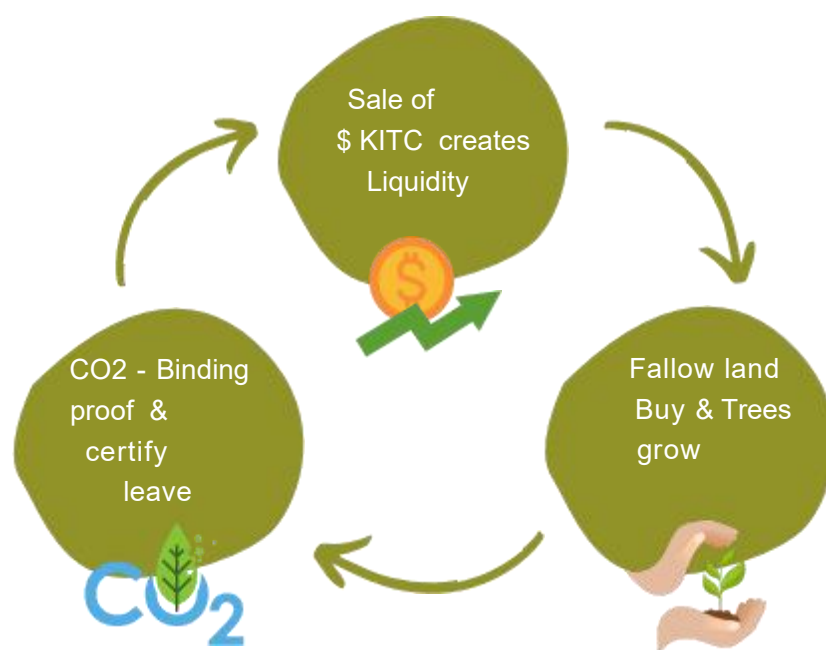 Sale of
$ KITC creates
Liquidity
Fallow land
Buy & Trees
grow
CO2 - Binding
proof &
certify
leave
$
CO2